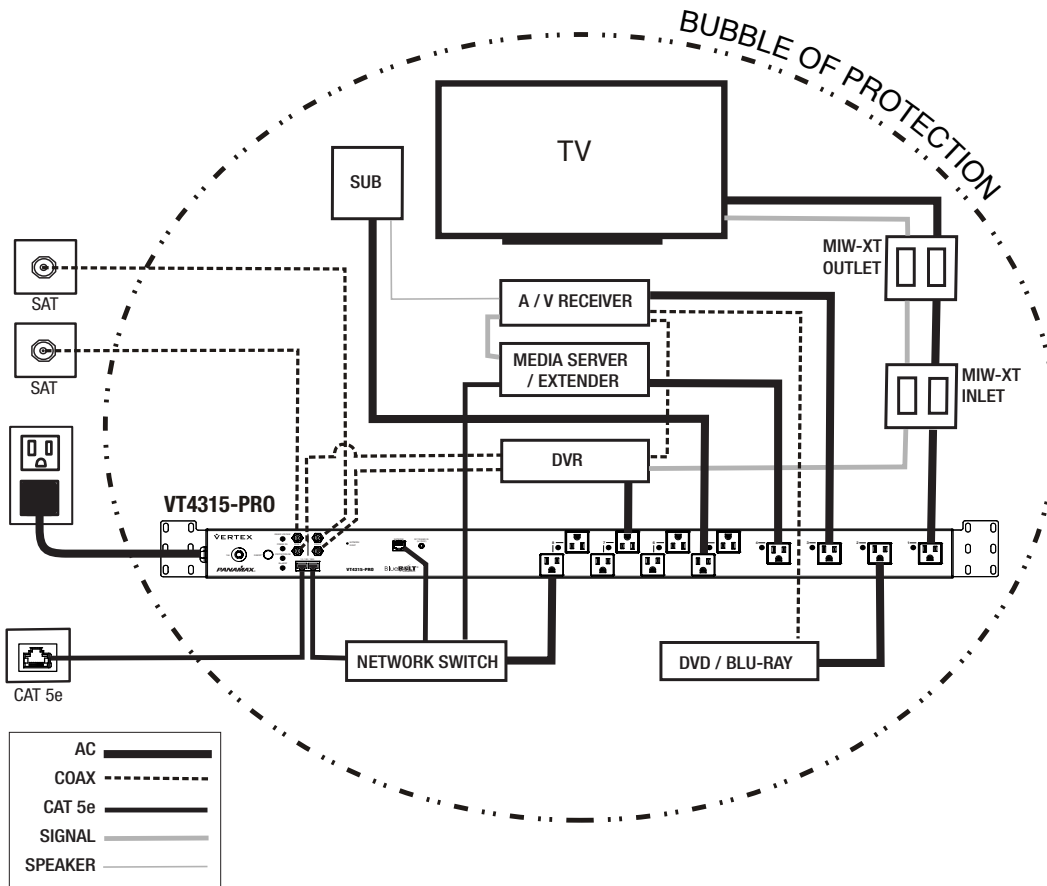 BUBBLE OF PROTECTION
TV
SUB
MIW-XT
OUTLET
SAT
A / V RECEIVER
MEDIA SERVER
/ EXTENDER
MIW-XT
INLET
SAT
DVR
VT4315-PRO
VERTEX
PANAMAX
VT4315-PRO
BlueBOLT
NETWORK SWITCH
DVD / BLU-RAY
CAT 5e
AC
COAX
CAT 5e
SIGNAL
SPEAKER